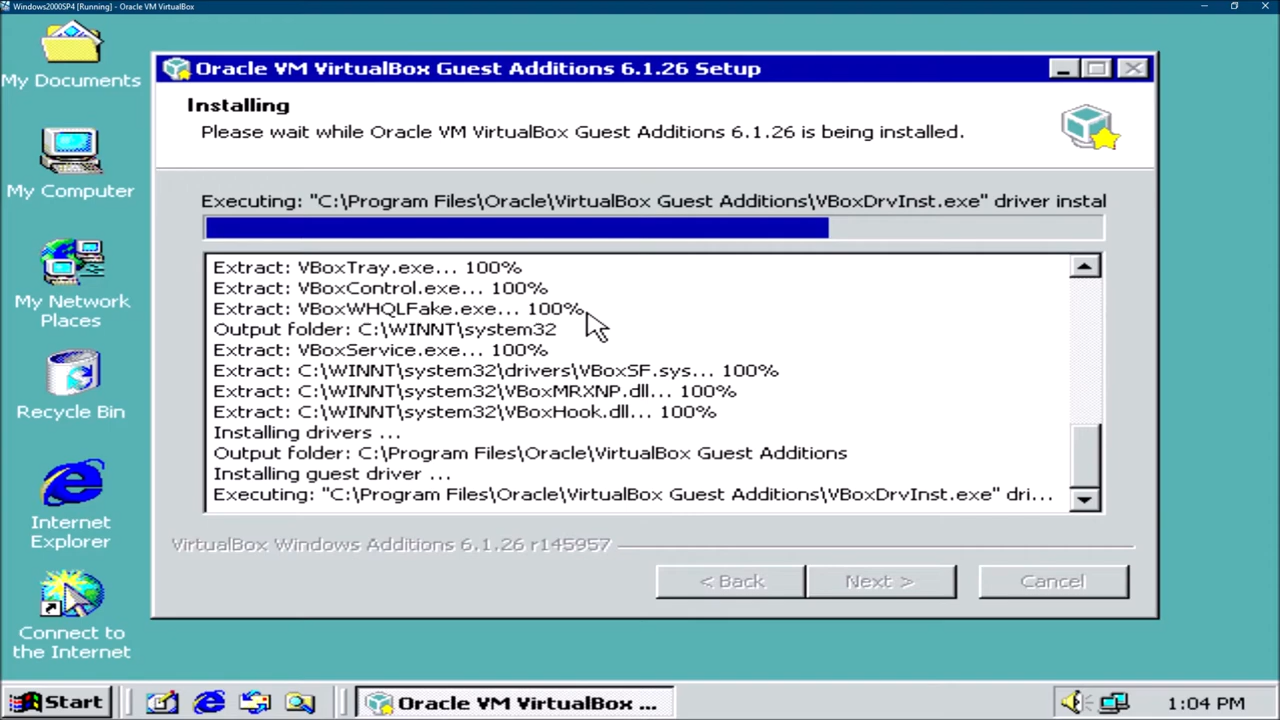 Windows2000SP4 [Running] - Oracle VM VirtualBox
My Documents
My Computer
My Network
Places
Recycle Bin
Internet
Explorer
Connect to
the Internet
Oracle VM VirtualBox Guest Additions 6.1.26 Setup
Installing
Please wait while Oracle VM VirtualBox Guest Additions 6.1.26 is being installed.
Executing: "C:\Program Files\Oracle\VirtualBox Guest Additions\VBoxDrvInst.exe" driver instal
Extract: VBoxTray.exe... 100%
Extract: VBoxControl.exe... 100%
Extract: VBoxWHQLFake.exe... 100%
Output folder: C:\WINNT\system32
Extract: VBoxService.exe... 100%
Extract: C:\WINNT\system32\drivers\VBoxSF.sys... 100%
Extract: C:\WINNT\system32\VBoxMRXNP.dll... 100%
Extract: C:\WINNT\system32\VBoxHook.dll... 100%
Installing drivers ...
Output folder: C:\Program Files\Oracle\VirtualBox Guest Additions
Installing guest driver ...
Executing: "C:\Program Files\Oracle\VirtualBox Guest Additions\VBoxDrvInst.exe" dri...
VirtualBox Windows Additions 6.1.26 r145957
< Back
Next >
Cancel
Start
Oracle VM VirtualBox ...
1:04 PM